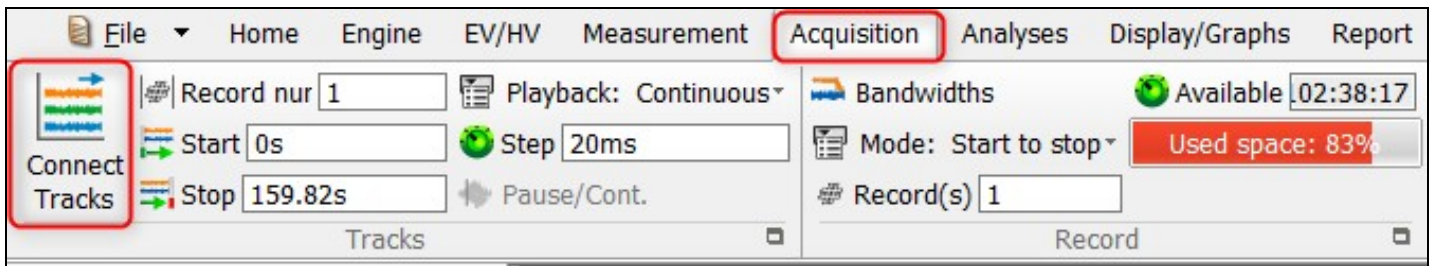 File Home Engine EV/HV Measurement Acquisition Analyses Display/Graphs Report
Connect Tracks
Record nur 1
Start 0s
Stop 159.82s
Playback: Continuous
Step 20ms
Pause/Cont.
Tracks
Bandwidths
Mode: Start to stop
Record(s) 1
Available .02:38:17
Used space: 83%
Record